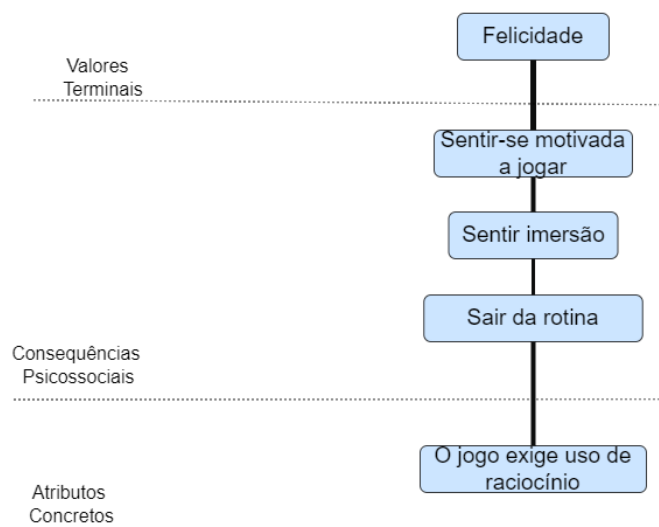 Felicidade
Valores
Terminais
Sentir-se motivada
a jogar
Sentir imersão
Sair da rotina
Consequências
Psicossociais
O jogo exige uso de
raciocínio
Atributos
Concretos